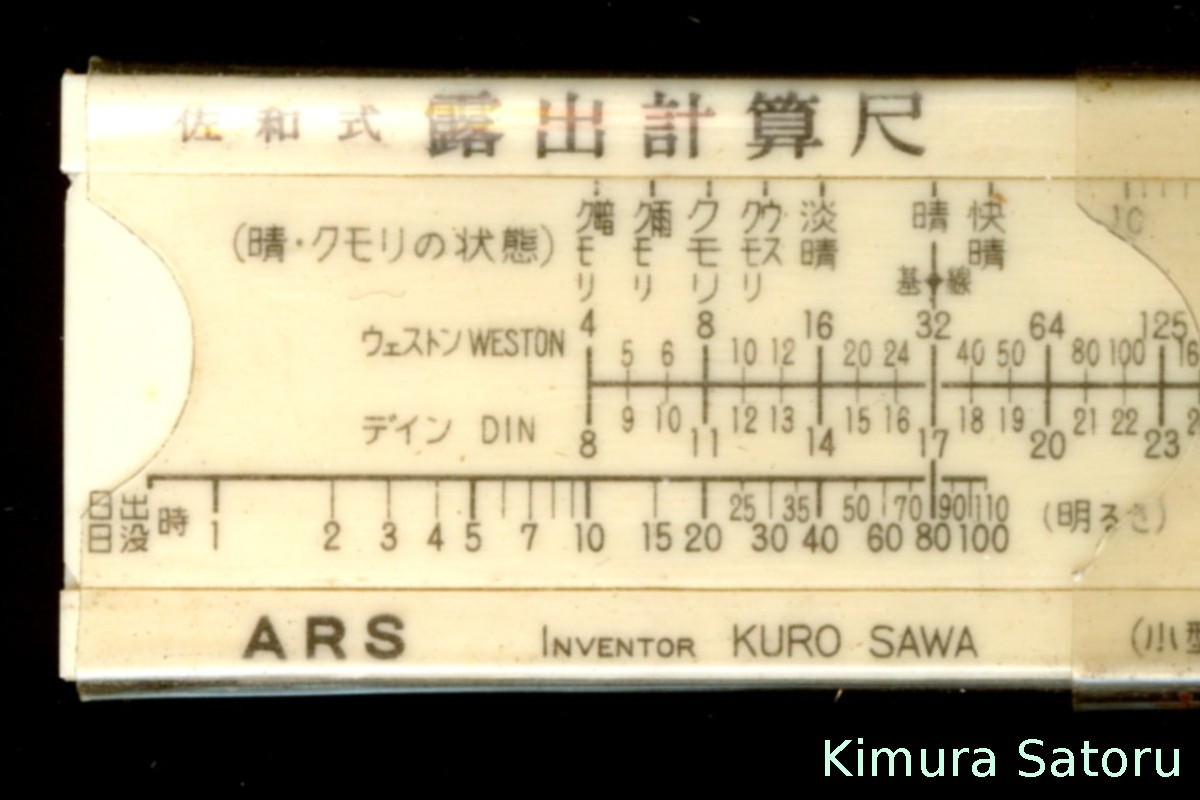 佐和式 露出計算尺
(晴・クモリの状態) 暗クモリ 雨クモリ クモリ ウスクモリ 淡晴 晴 快晴
基線
4 8 16 32 64 125
ウェストン WESTON 5 6 10 12 20 24 40 50 80 100
デイン DIN 9 10 12 13 15 16 18 19 21 22
8 11 14 17 20 23
25 35 50 70 90 110 (明るさ)
日出 日没 時 1 2 3 4 5 7 10 15 20 30 40 60 80 100
ARS INVENTOR KURO SAWA (小型
Kimura Satoru